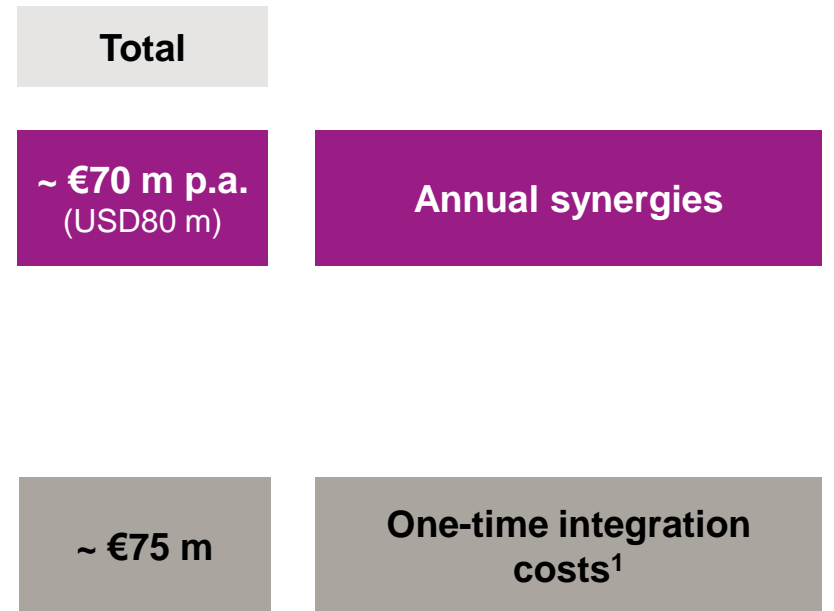 Total
~ €70 m p.a.
(USD80 m)
Annual synergies
~ €75 m
One-time integration
costs¹